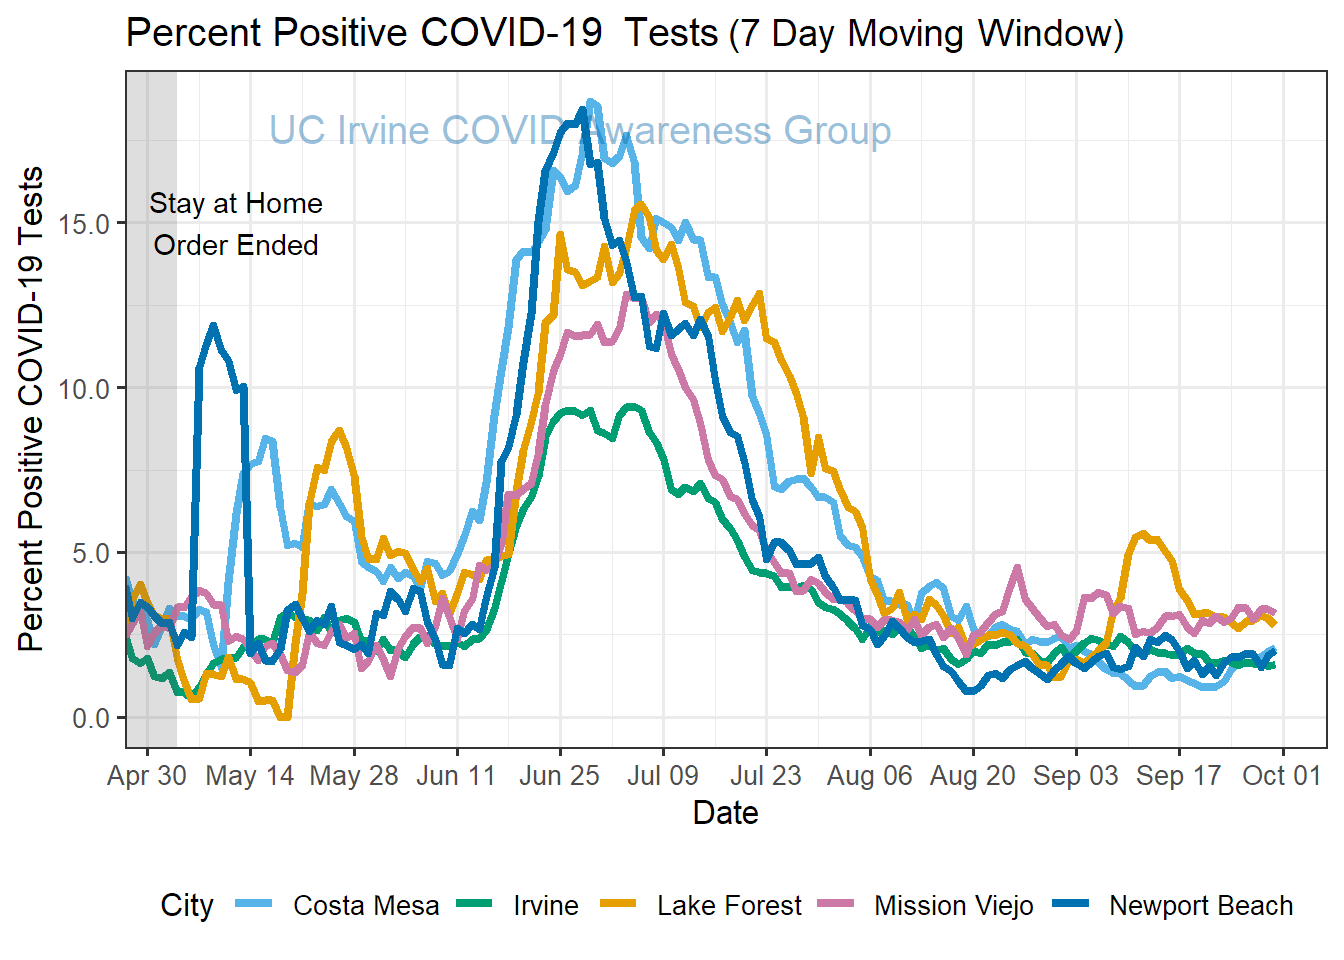 Percent Positive COVID-19  Tests (7 Day Moving Window)
UC Irvine COVID Awareness Group
Stay at Home
Order Ended
Percent Positive COVID-19 Tests
15.0
10.0
5.0
0.0
Apr 30 May 14 May 28 Jun 11 Jun 25 Jul 09 Jul 23 Aug 06 Aug 20 Sep 03 Sep 17 Oct 01
Date
City Costa Mesa Irvine Lake Forest Mission Viejo Newport Beach